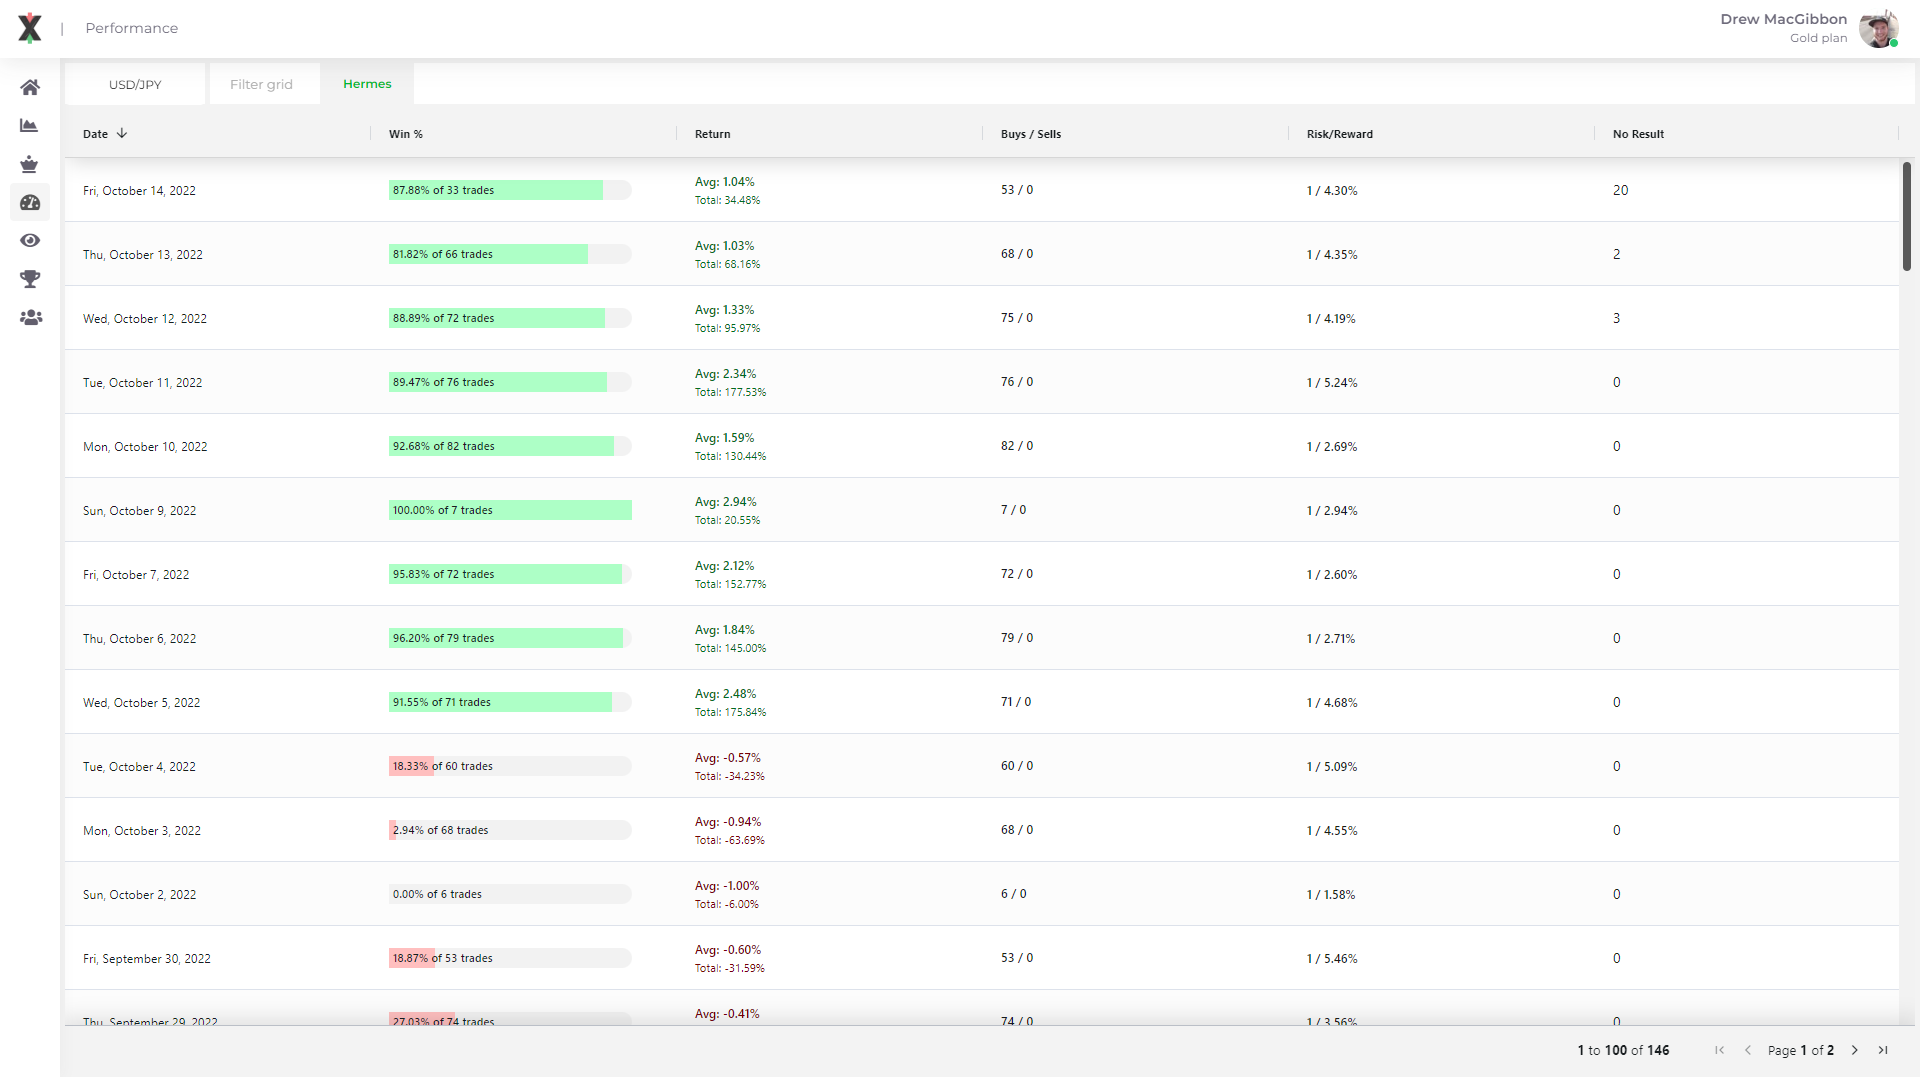 | Performance
Drew MacGibbon
Gold plan
USD/JPY Filter grid Hermes
Date Win % Return Buys / Sells Risk/Reward No Result
Fri, October 14, 2022 87.88% of 33 trades Avg: 1.04% 53 / 0 1 / 4.30% 20
Total: 34.48%
Thu, October 13, 2022 81.82% of 66 trades Avg: 1.03% 68 / 0 1 / 4.35% 2
Total: 68.16%
Wed, October 12, 2022 88.89% of 72 trades Avg: 1.33% 75 / 0 1 / 4.19% 3
Total: 95.97%
Tue, October 11, 2022 89.47% of 76 trades Avg: 2.34% 76 / 0 1 / 5.24% 0
Total: 177.53%
Mon, October 10, 2022 92.68% of 82 trades Avg: 1.59% 82 / 0 1 / 2.69% 0
Total: 130.44%
Sun, October 9, 2022 100.00% of 7 trades Avg: 2.94% 7 / 0 1 / 2.94% 0
Total: 20.55%
Fri, October 7, 2022 95.83% of 72 trades Avg: 2.12% 72 / 0 1 / 2.60% 0
Total: 152.77%
Thu, October 6, 2022 96.20% of 79 trades Avg: 1.84% 79 / 0 1 / 2.71% 0
Total: 145.00%
Wed, October 5, 2022 91.55% of 71 trades Avg: 2.48% 71 / 0 1 / 4.68% 0
Total: 175.84%
Tue, October 4, 2022 18.33% of 60 trades Avg: -0.57% 60 / 0 1 / 5.09% 0
Total: -34.23%
Mon, October 3, 2022 2.94% of 68 trades Avg: -0.94% 68 / 0 1 / 4.55% 0
Total: -63.69%
Sun, October 2, 2022 0.00% of 6 trades Avg: -1.00% 6 / 0 1 / 1.58% 0
Total: -6.00%
Fri, September 30, 2022 18.87% of 53 trades Avg: -0.60% 53 / 0 1 / 5.46% 0
Total: -31.59%
Thu, September 29, 2022 27.03% of 74 trades Avg: -0.41% 74 / 0 1 / 3.56% 0
1 to 100 of 146 Page 1 of 2